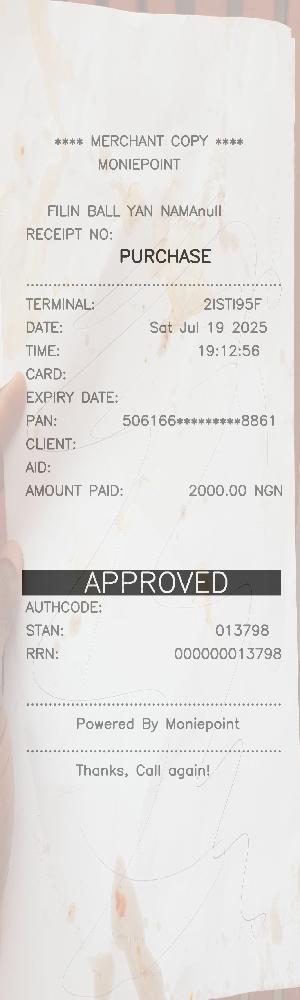 **** MERCHANT COPY ****
MONIEPOINT
FILIN BALL YAN NAMAnull
RECEIPT NO:
PURCHASE
TERMINAL: 2ISTI95F
DATE: Sat Jul 19 2025
TIME: 19:12:56
CARD:
EXPIRY DATE:
PAN: 506166*********8861
CLIENT:
AID:
AMOUNT PAID: 2000.00 NGN
APPROVED
AUTHCODE:
STAN: 013798
RRN: 000000013798
Powered By Moniepoint
Thanks, Call again!